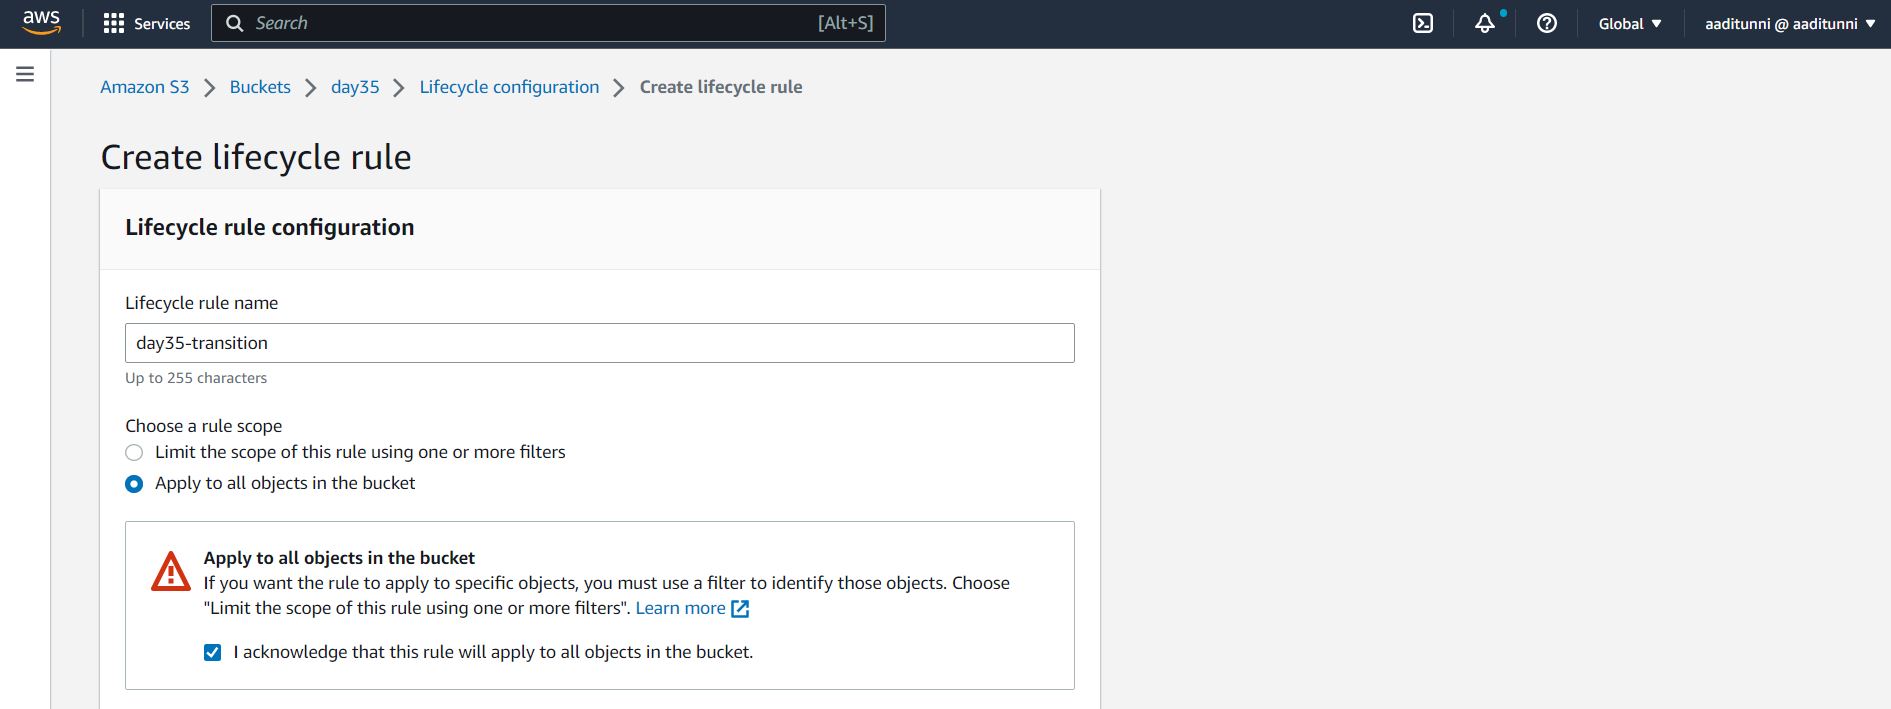 aws Services Search [Alt+S] Global aaditunni @ aaditunni
Amazon S3 Buckets day35 Lifecycle configuration Create lifecycle rule
Create lifecycle rule
Lifecycle rule configuration
Lifecycle rule name
day35-transition
Up to 255 characters
Choose a rule scope
Limit the scope of this rule using one or more filters
Apply to all objects in the bucket
Apply to all objects in the bucket
If you want the rule to apply to specific objects, you must use a filter to identify those objects. Choose
"Limit the scope of this rule using one or more filters". Learn more
I acknowledge that this rule will apply to all objects in the bucket.